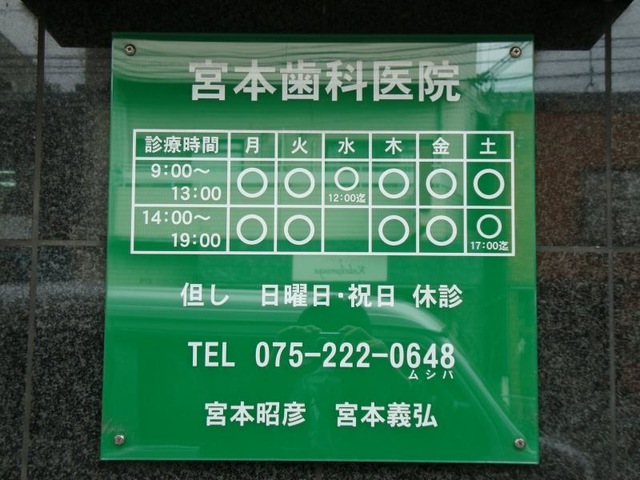 宮本歯科医院
診療時間 月 火 水 木 金 土
9:00～ 13:00 ○ ○ ○ 12:00迄 ○ ○ ○
14:00～ 19:00 ○ ○ ○ ○ ○ 17:00迄
但し 日曜日・祝日 休診
TEL 075-222-0648
ムシバ
宮本昭彦 宮本義弘